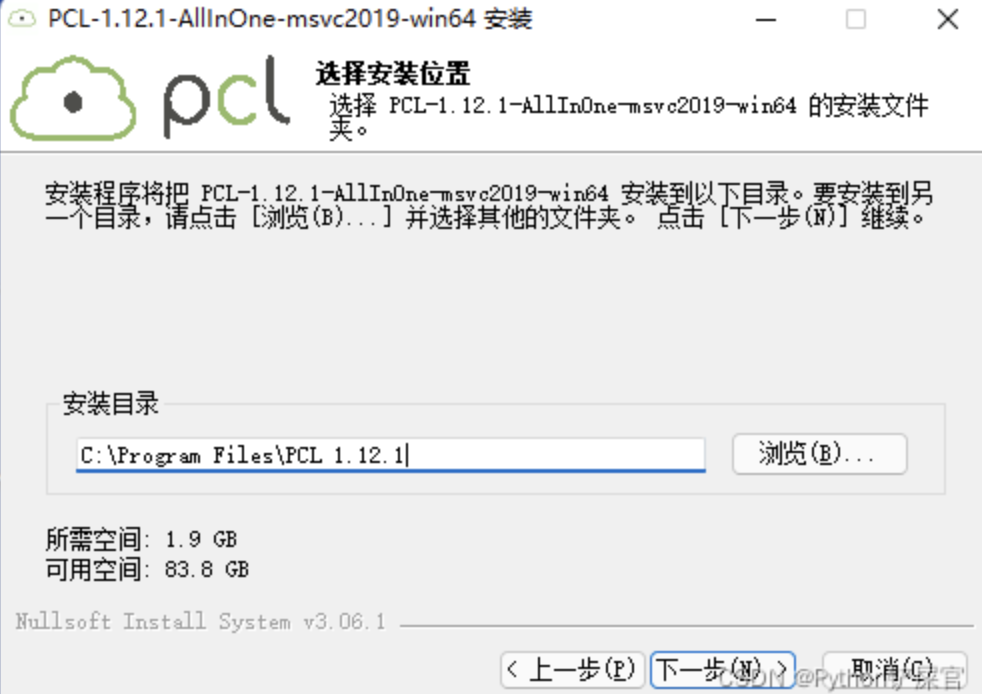 PCL-1.12.1-AllInOne-msvc2019-win64 安装
pcl
选择安装位置
选择 PCL-1.12.1-AllInOne-msvc2019-win64 的安装文件
夹。
安装程序将把 PCL-1.12.1-AllInOne-msvc2019-win64 安装到以下目录。要安装到另
一个目录，请点击 [浏览(B)...] 并选择其他的文件夹。 点击 [下一步(N)] 继续。
安装目录
C:\Program Files\PCL 1.12.1
浏览(B)...
所需空间: 1.9 GB
可用空间: 83.8 GB
Nullsoft Install System v3.06.1
< 上一步(P) 下一步(N) > 取消(C)
CSDN @Python